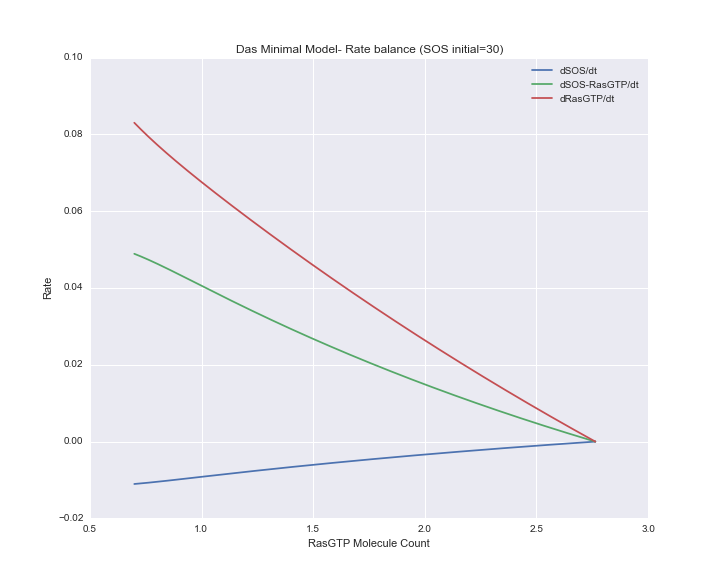 Das Minimal Model- Rate balance (SOS initial=30)
dSOS/dt
dSOS-RasGTP/dt
dRasGTP/dt
0.10
0.08
0.06
0.04
0.02
0.00
−0.02
Rate
0.5 1.0 1.5 2.0 2.5 3.0
RasGTP Molecule Count